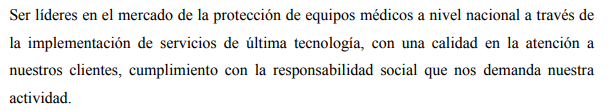 Ser líderes en el mercado de la protección de equipos médicos a nivel nacional a través de
la implementación de servicios de última tecnología, con una calidad en la atención a
nuestros clientes, cumplimiento con la responsabilidad social que nos demanda nuestra
actividad.